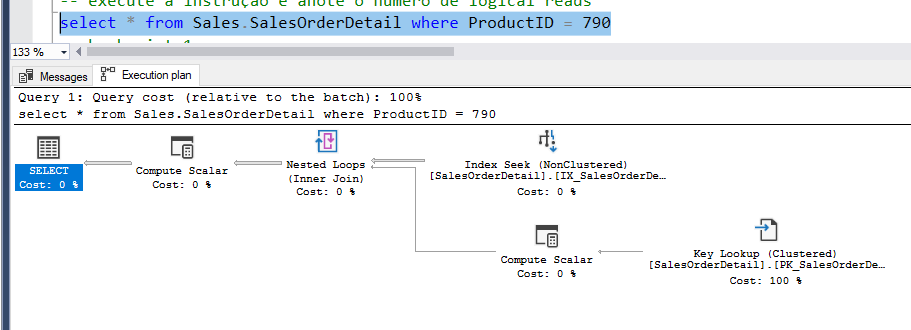 -- execute a instrução e anote o número de logical reads
select * from Sales.SalesOrderDetail where ProductID = 790
133 %
Messages
Execution plan
Query 1: Query cost (relative to the batch): 100%
select * from Sales.SalesOrderDetail where ProductID = 790
SELECT
Cost: 0 %
Compute Scalar
Cost: 0 %
Nested Loops
(Inner Join)
Cost: 0 %
Index Seek (NonClustered)
[SalesOrderDetail].[IX_SalesOrderDe…
Cost: 0 %
Compute Scalar
Cost: 0 %
Key Lookup (Clustered)
[SalesOrderDetail].[PK_SalesOrderDe…
Cost: 100 %